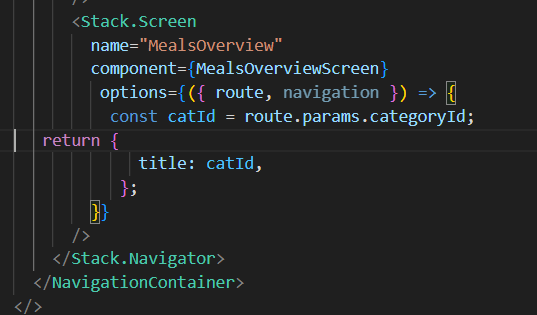 />
<Stack.Screen
name="MealsOverview"
component={MealsOverviewScreen}
options={({ route, navigation }) => {
const catId = route.params.categoryId;
return {
title: catId,
};
}}
/>
</Stack.Navigator>
</NavigationContainer>
</>